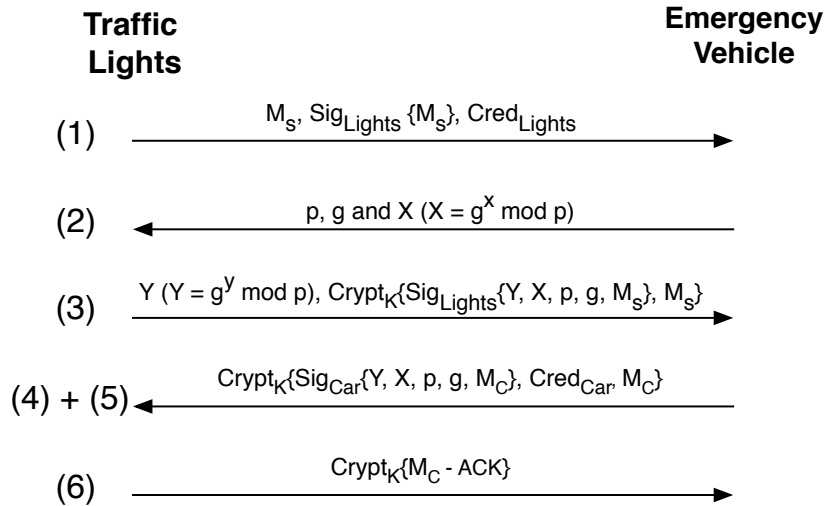 Traffic Lights
Emergency Vehicle
(1) M_s, Sig_Lights {M_s}, Cred_Lights
(2) p, g and X (X = g^x mod p)
(3) Y (Y = g^y mod p), Crypt_K{Sig_Lights{Y, X, p, g, M_s}, M_s}
(4) + (5) Crypt_K{Sig_Car{Y, X, p, g, M_C}, Cred_Car, M_C}
(6) Crypt_K{M_C - ACK}